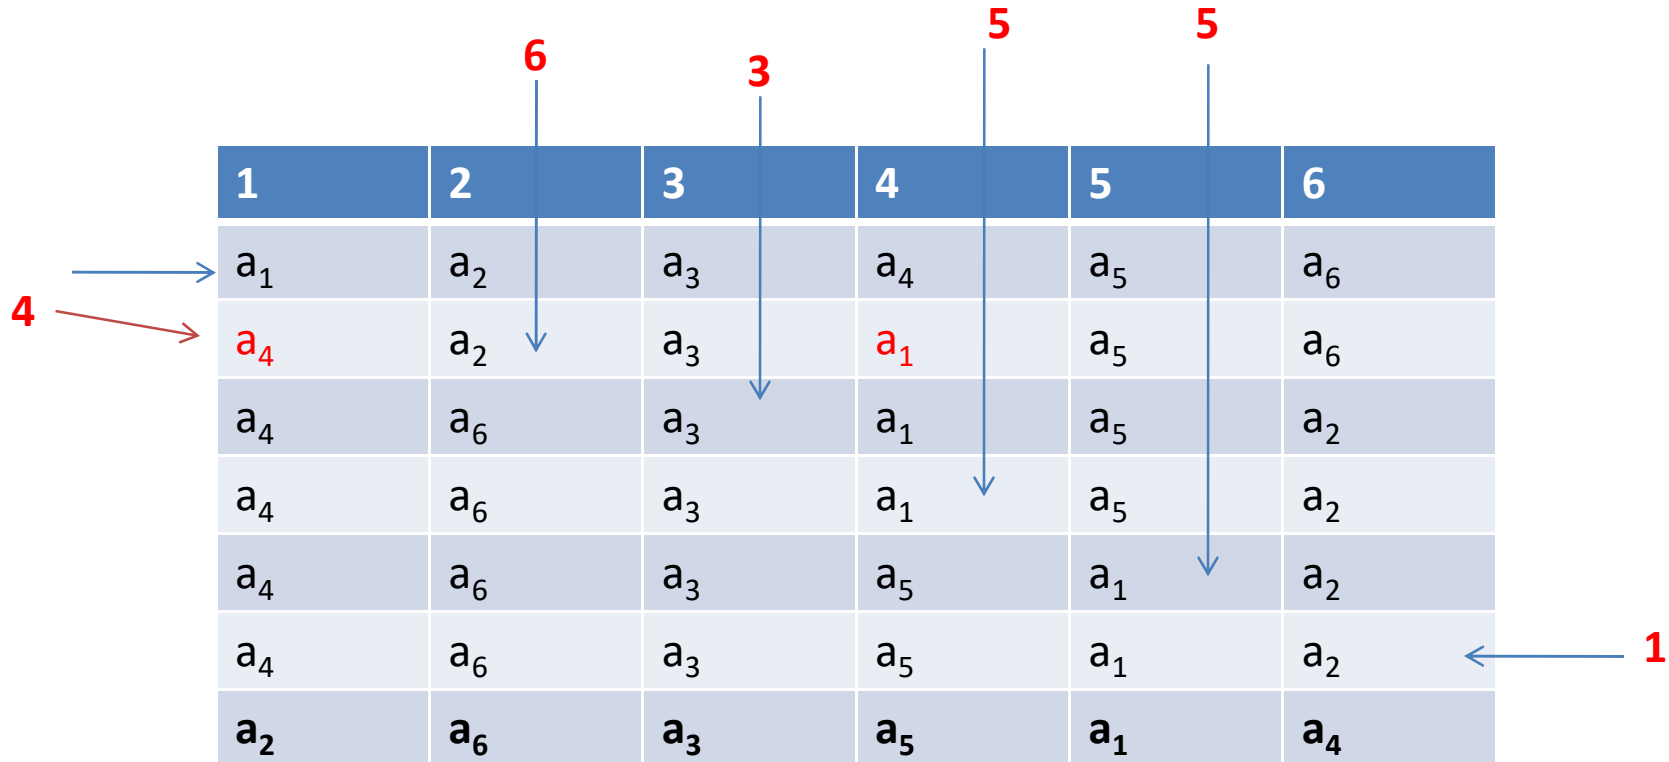 5 5
6
3
1 2 3 4 5 6
a₁ a₂ a₃ a₄ a₅ a₆
4
a₄ a₂ a₃ a₁ a₅ a₆
a₄ a₆ a₃ a₁ a₅ a₂
a₄ a₆ a₃ a₁ a₅ a₂
a₄ a₆ a₃ a₅ a₁ a₂
a₄ a₆ a₃ a₅ a₁ a₂ 1
a₂ a₆ a₃ a₅ a₁ a₄